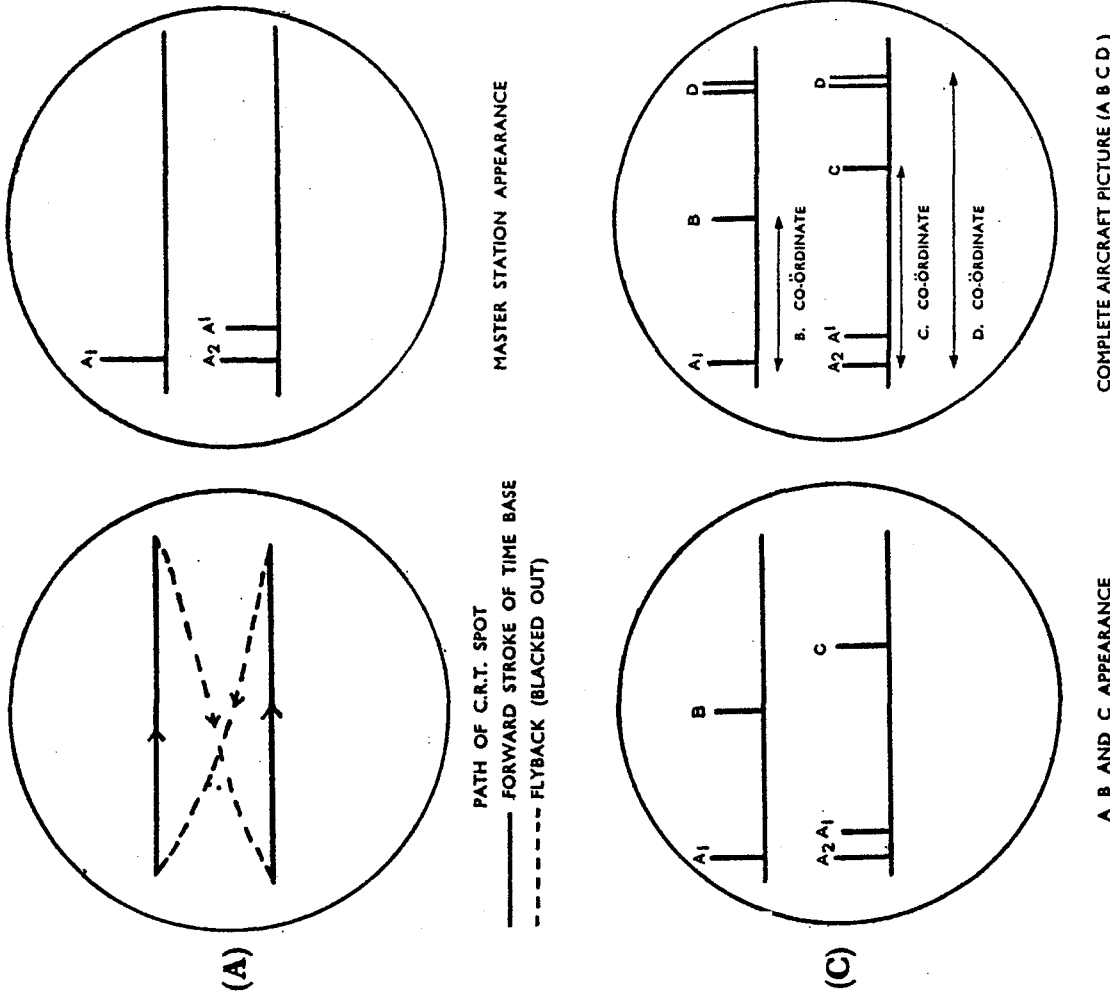 (A)
PATH OF C.R.T. SPOT
FORWARD STROKE OF TIME BASE
FLYBACK (BLACKED OUT)
A1
A2 A1
MASTER STATION APPEARANCE
(C)
A1 B
A2 A1 C
A B AND C APPEARANCE
A1 B D
B. CO-ÖRDINATE
A2 A1 C D
C. CO-ÖRDINATE
D. CO-ÖRDINATE
COMPLETE AIRCRAFT PICTURE (A B C D)